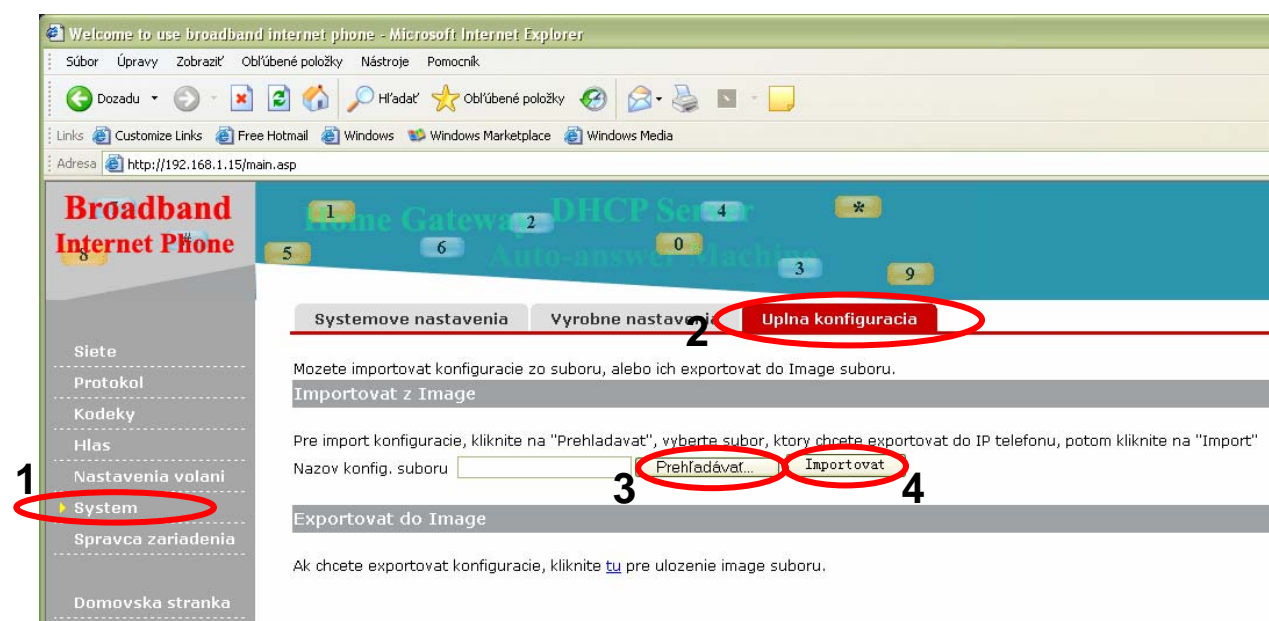 Welcome to use broadband internet phone - Microsoft Internet Explorer
Súbor Úpravy Zobraziť Obľúbené položky Nástroje Pomocník
Dozadu Hľadať Obľúbené položky
Links Customize Links Free Hotmail Windows Windows Marketplace Windows Media
Adresa http://192.168.1.15/main.asp
Broadband
Internet Phone
8 #
1 2 4 *
5 6 0 3 9
Home Gateway DHCP Server
Auto-answer Machine
Systemove nastavenia Vyrobne nastavenia 2 Uplna konfiguracia
Siete
Protokol
Kodeky
Hlas
Nastavenia volani
1 System
Spravca zariadenia
Domovska stranka
Mozete importovat konfiguracie zo suboru, alebo ich exportovat do Image suboru.
Importovat z Image
Pre import konfiguracie, kliknite na "Prehladavat", vyberte subor, ktory chcete exportovat do IP telefonu, potom kliknite na "Import"
Nazov konfig. suboru Prehľadávať... Importovat
3 4
Exportovat do Image
Ak chcete exportovat konfiguracie, kliknite tu pre ulozenie image suboru.